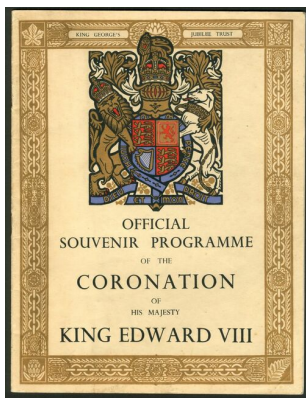 KING GEORGE'S JUBILEE TRUST
OFFICIAL
SOUVENIR PROGRAMME
OF THE
CORONATION
OF
HIS MAJESTY
KING EDWARD VIII